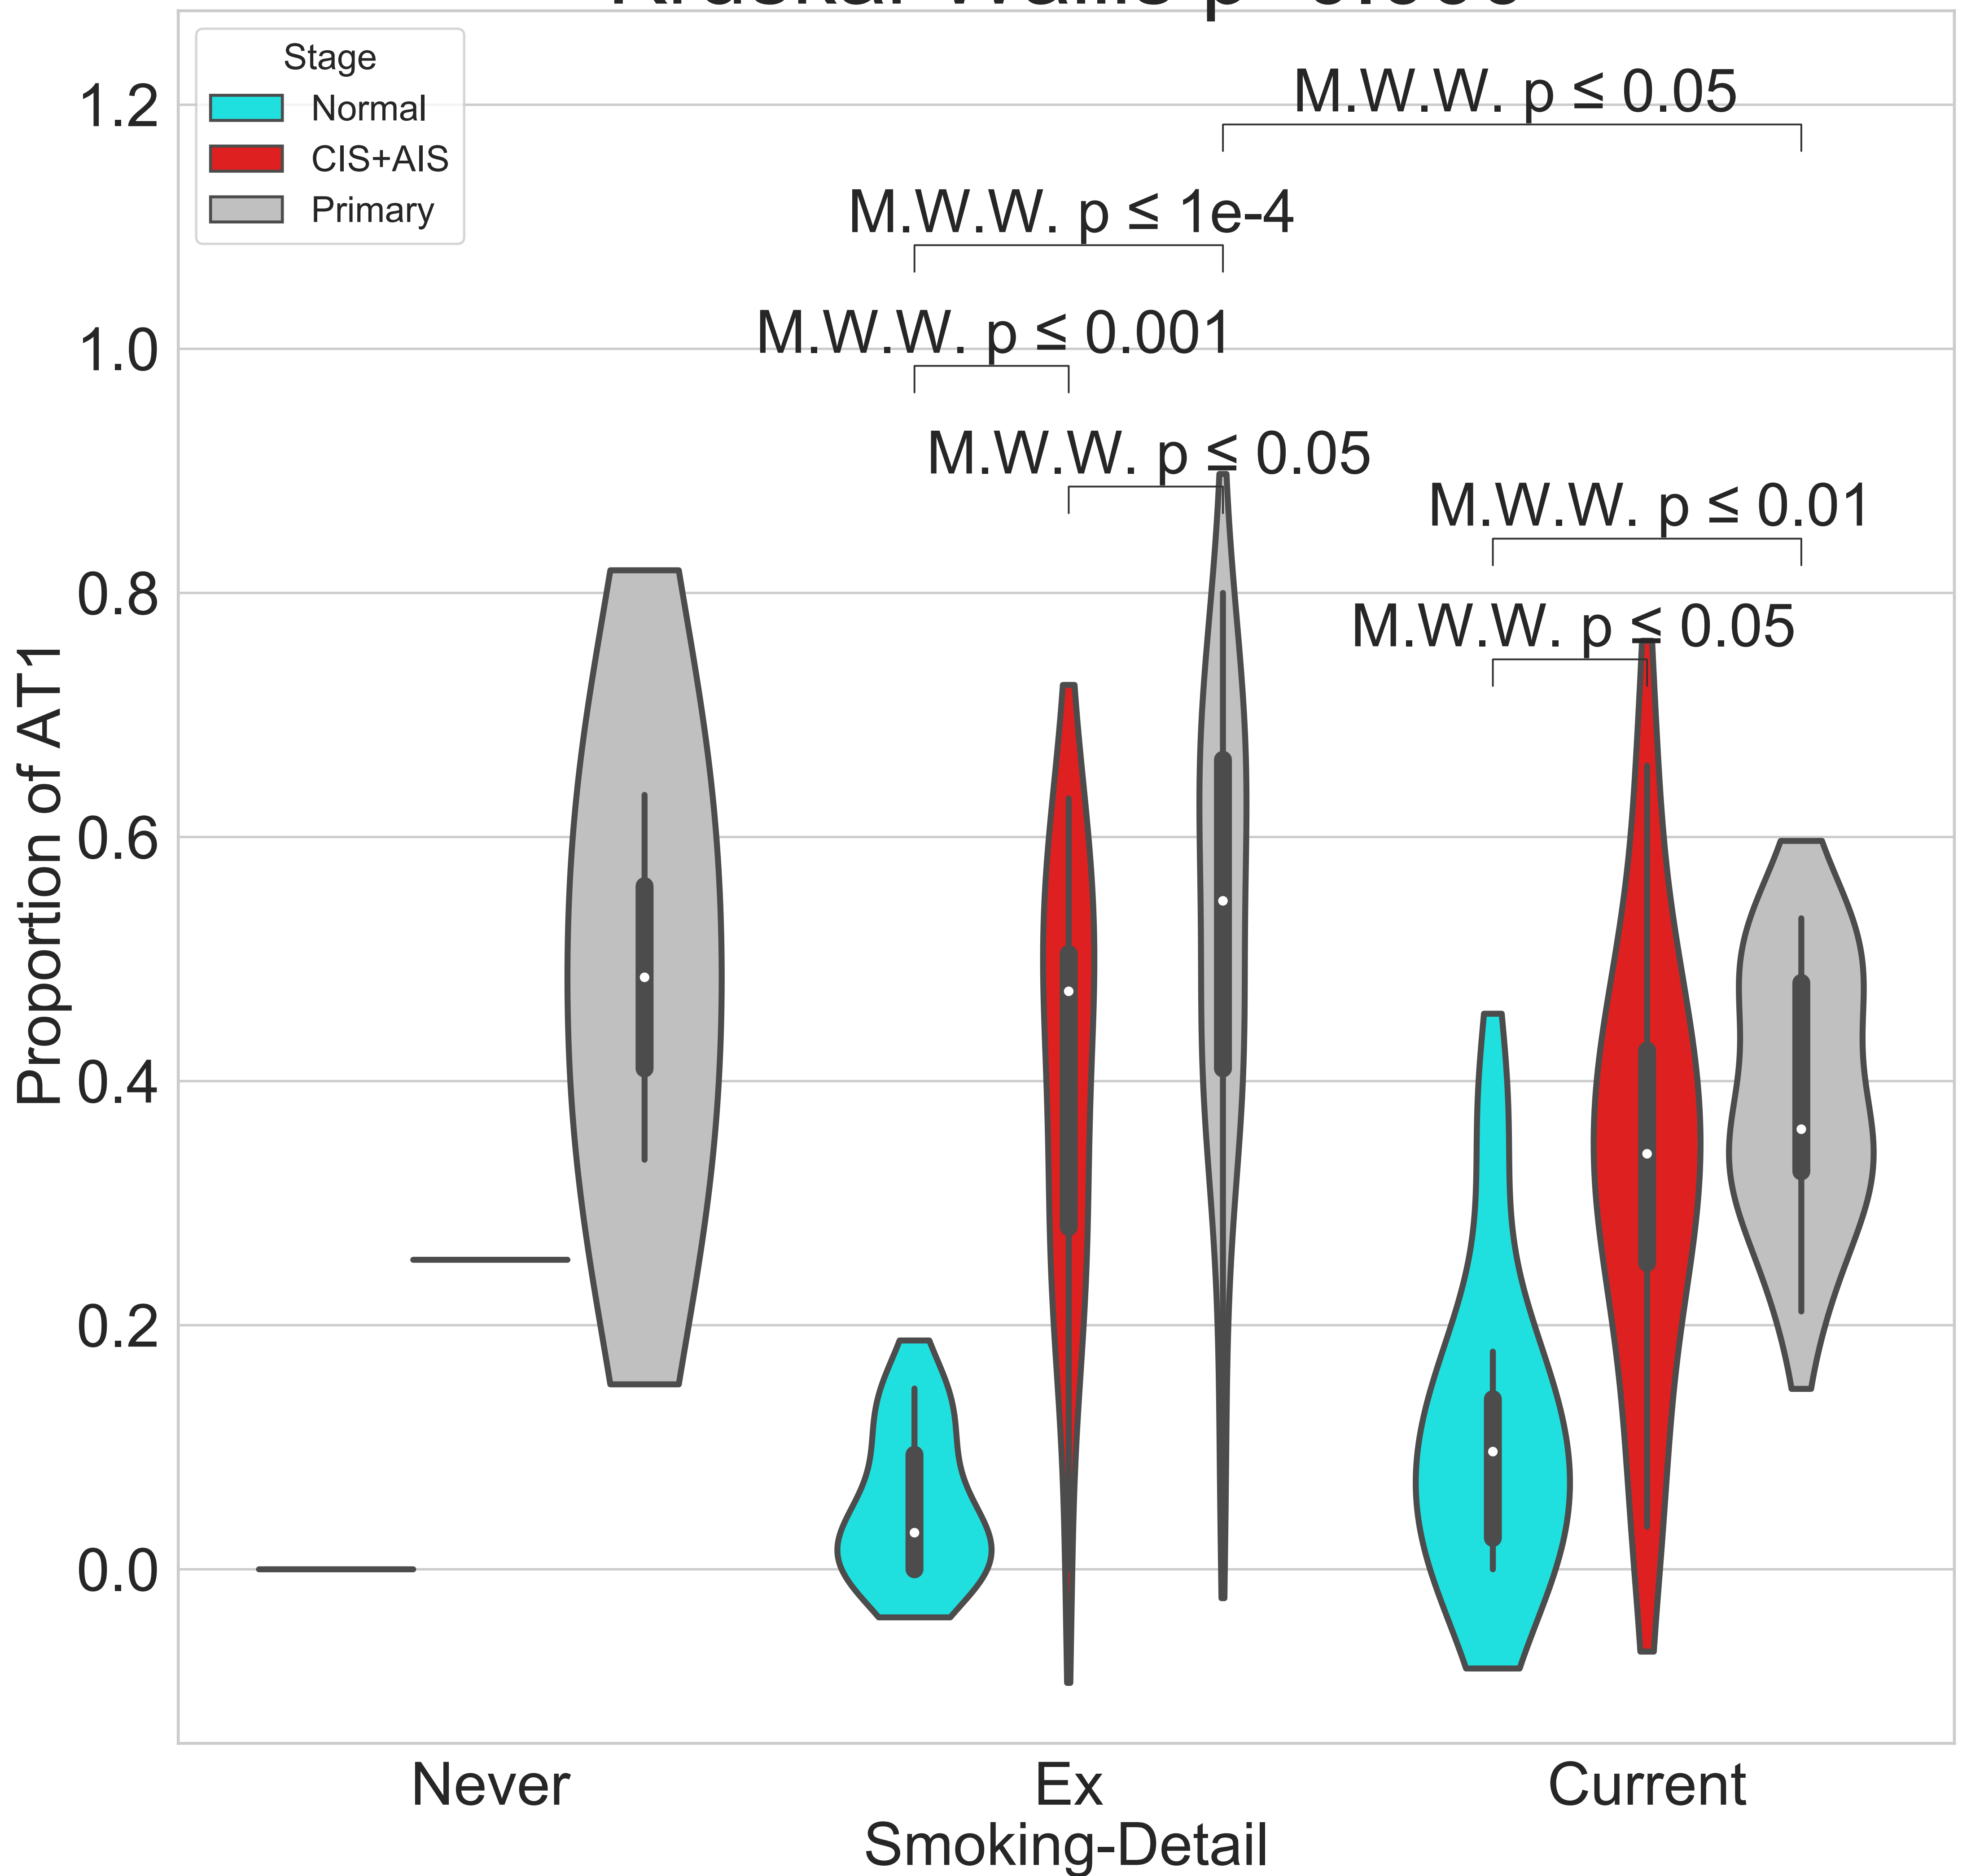 Stage
Normal
CIS+AIS
Primary
M.W.W. p ≤ 0.05
M.W.W. p ≤ 1e-4
M.W.W. p ≤ 0.001
M.W.W. p ≤ 0.05
M.W.W. p ≤ 0.01
M.W.W. p ≤ 0.05
1.2
1.0
0.8
0.6
0.4
0.2
0.0
Proportion of AT1
Never Ex Current
Smoking-Detail